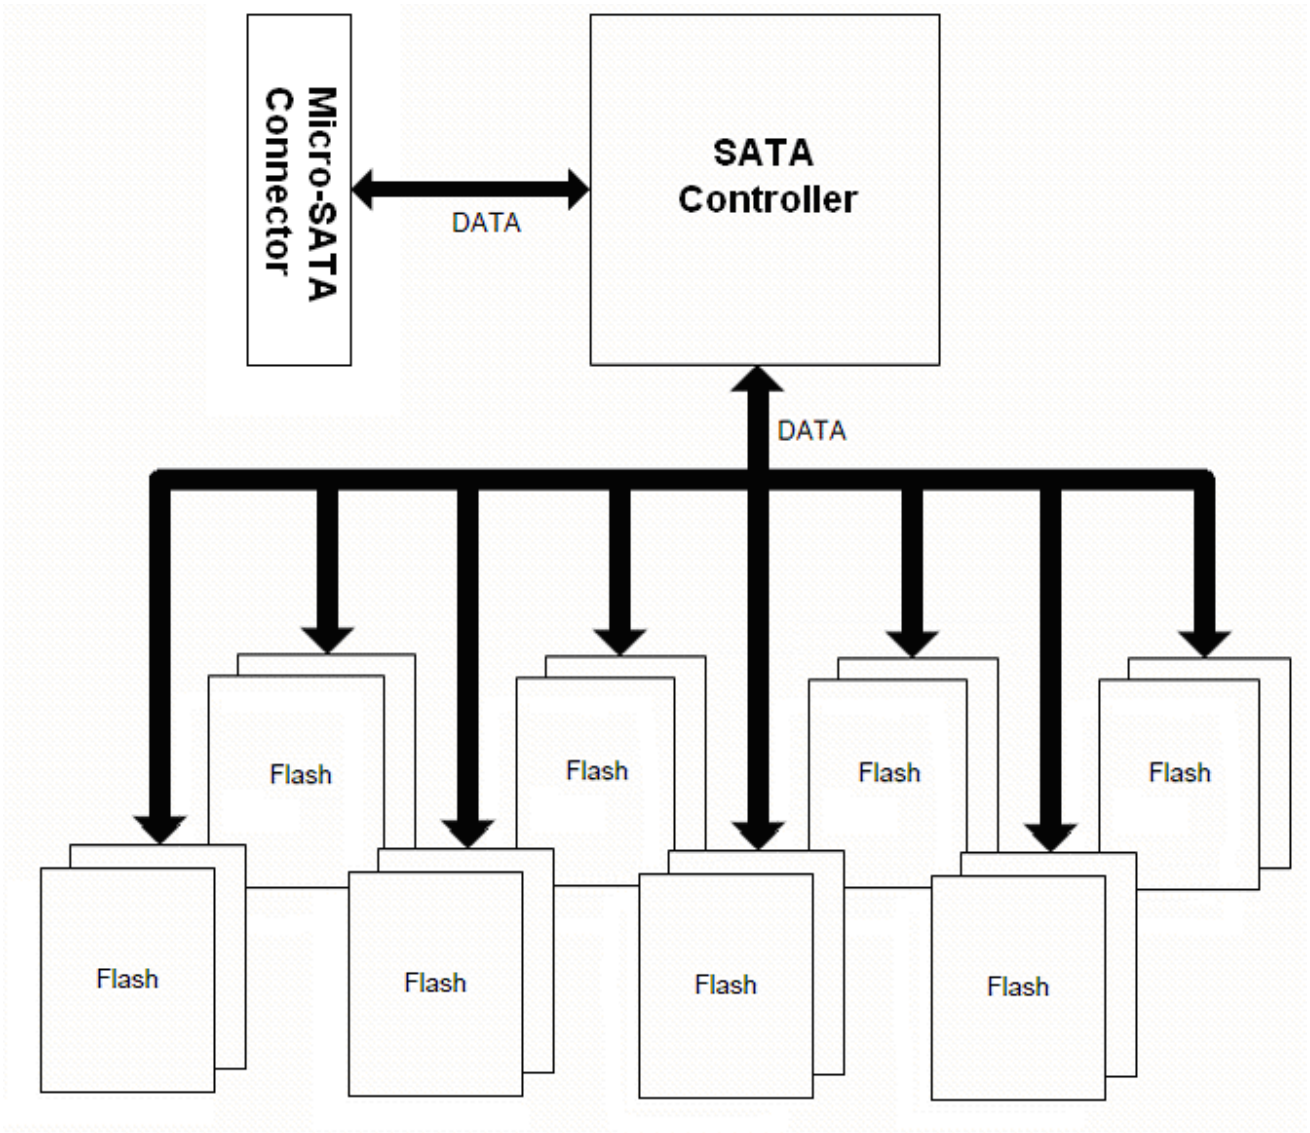 Micro-SATA
Connector
SATA
Controller
DATA
DATA
Flash
Flash
Flash
Flash
Flash
Flash
Flash
Flash